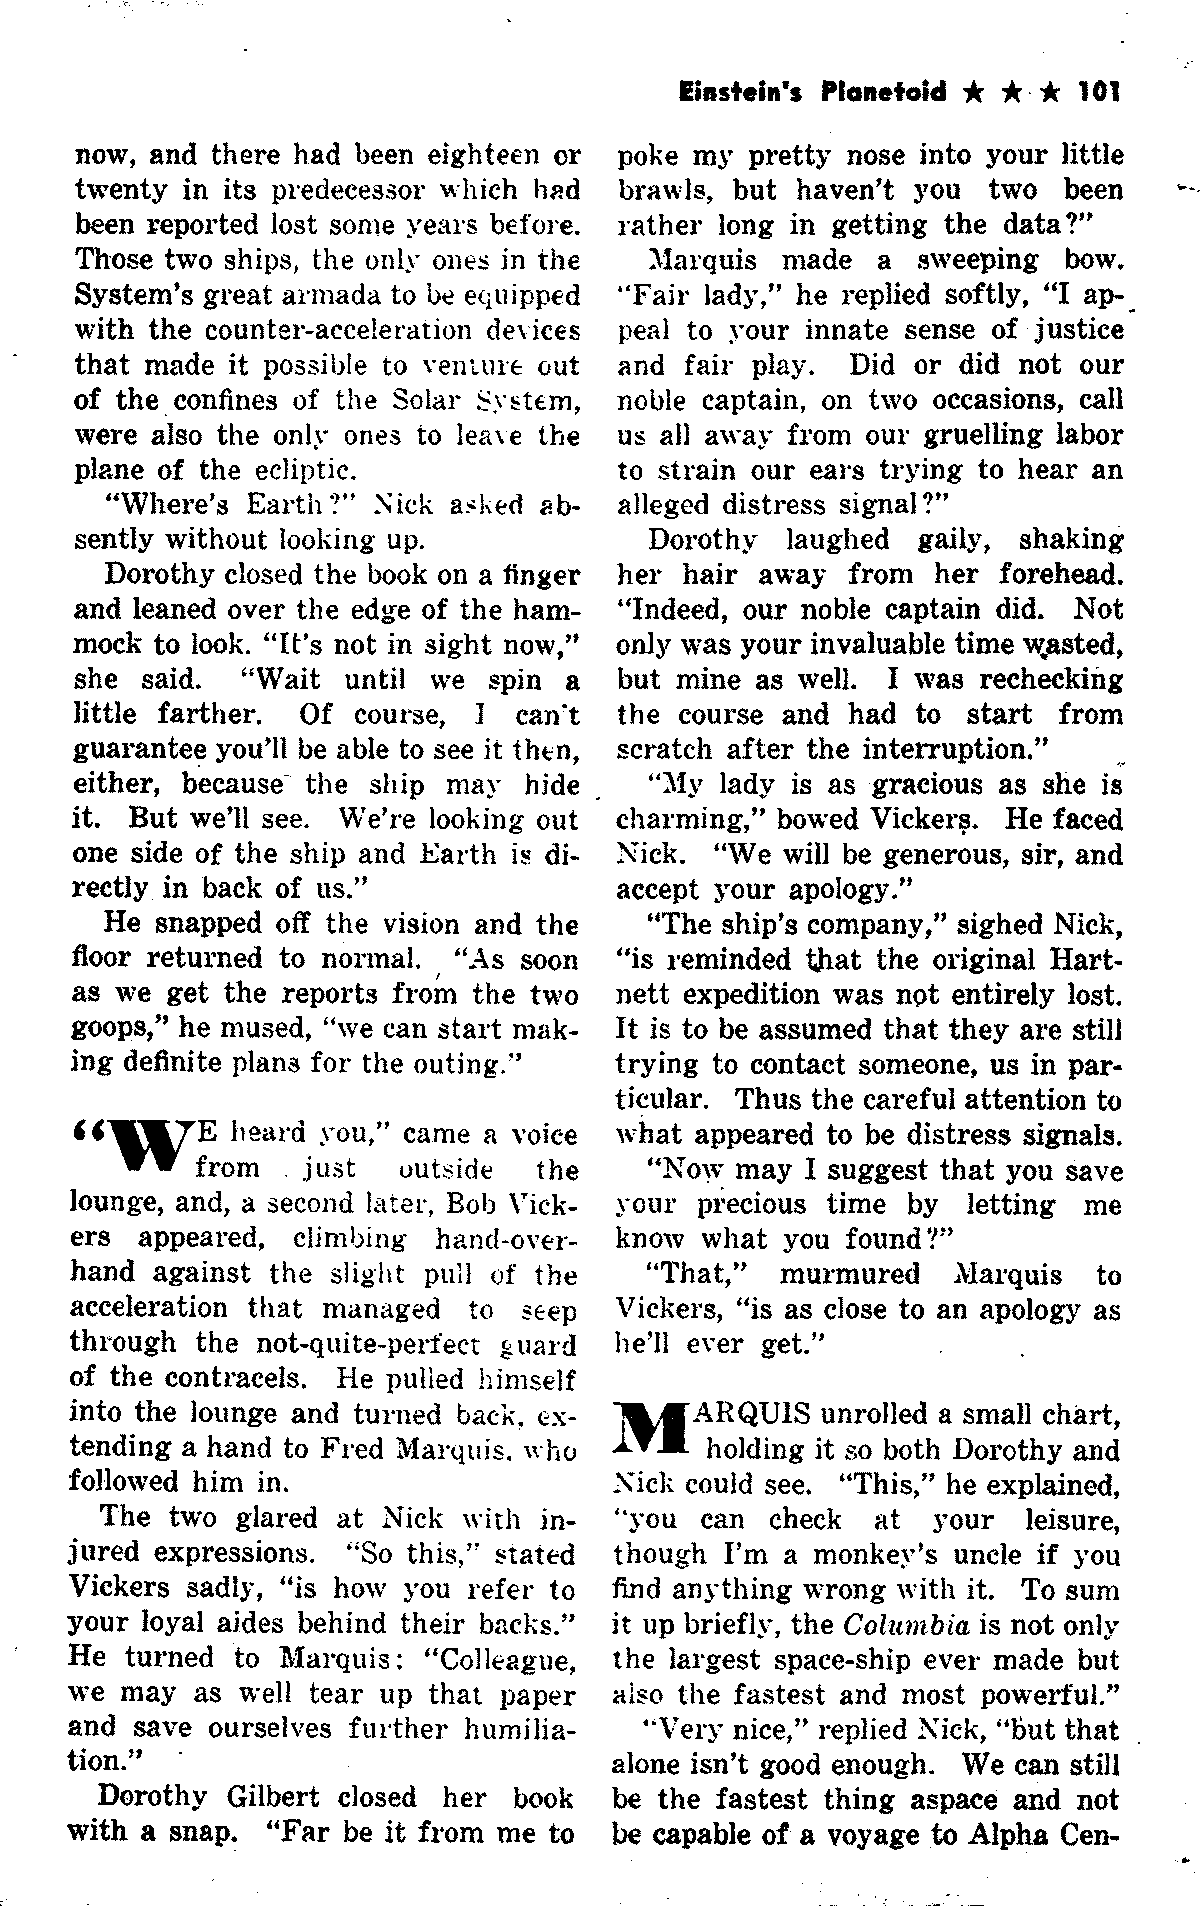 Einstein's Planetoid ★ ★ ★ 101
now, and there had been eighteen or
twenty in its predecessor which had
been reported lost some years before.
Those two ships, the only ones in the
System's great armada to be equipped
with the counter-acceleration devices
that made it possible to venture out
of the confines of the Solar System,
were also the only ones to leave the
plane of the ecliptic.
"Where's Earth?" Nick asked ab-
sently without looking up.
Dorothy closed the book on a finger
and leaned over the edge of the ham-
mock to look. "It's not in sight now,"
she said. "Wait until we spin a
little farther. Of course, I can't
guarantee you'll be able to see it then,
either, because the ship may hide
it. But we'll see. We're looking out
one side of the ship and Earth is di-
rectly in back of us."
He snapped off the vision and the
floor returned to normal. "As soon
as we get the reports from the two
goops," he mused, "we can start mak-
ing definite plans for the outing."
"WE heard you," came a voice
from just outside the
lounge, and, a second later, Bob Vick-
ers appeared, climbing hand-over-
hand against the slight pull of the
acceleration that managed to seep
through the not-quite-perfect guard
of the contracels. He pulled himself
into the lounge and turned back, ex-
tending a hand to Fred Marquis, who
followed him in.
The two glared at Nick with in-
jured expressions. "So this," stated
Vickers sadly, "is how you refer to
your loyal aides behind their backs."
He turned to Marquis: "Colleague,
we may as well tear up that paper
and save ourselves further humilia-
tion."
Dorothy Gilbert closed her book
with a snap. "Far be it from me to
poke my pretty nose into your little
brawls, but haven't you two been
rather long in getting the data?"
Marquis made a sweeping bow.
"Fair lady," he replied softly, "I ap-
peal to your innate sense of justice
and fair play. Did or did not our
noble captain, on two occasions, call
us all away from our gruelling labor
to strain our ears trying to hear an
alleged distress signal?"
Dorothy laughed gaily, shaking
her hair away from her forehead.
"Indeed, our noble captain did. Not
only was your invaluable time wasted,
but mine as well. I was rechecking
the course and had to start from
scratch after the interruption."
"My lady is as gracious as she is
charming," bowed Vickers. He faced
Nick. "We will be generous, sir, and
accept your apology."
"The ship's company," sighed Nick,
"is reminded that the original Hart-
nett expedition was not entirely lost.
It is to be assumed that they are still
trying to contact someone, us in par-
ticular. Thus the careful attention to
what appeared to be distress signals.
"Now may I suggest that you save
your precious time by letting me
know what you found?"
"That," murmured Marquis to
Vickers, "is as close to an apology as
he'll ever get."
MARQUIS unrolled a small chart,
holding it so both Dorothy and
Nick could see. "This," he explained,
"you can check at your leisure,
though I'm a monkey's uncle if you
find anything wrong with it. To sum
it up briefly, the Columbia is not only
the largest space-ship ever made but
also the fastest and most powerful."
"Very nice," replied Nick, "but that
alone isn't good enough. We can still
be the fastest thing aspace and not
be capable of a voyage to Alpha Cen-